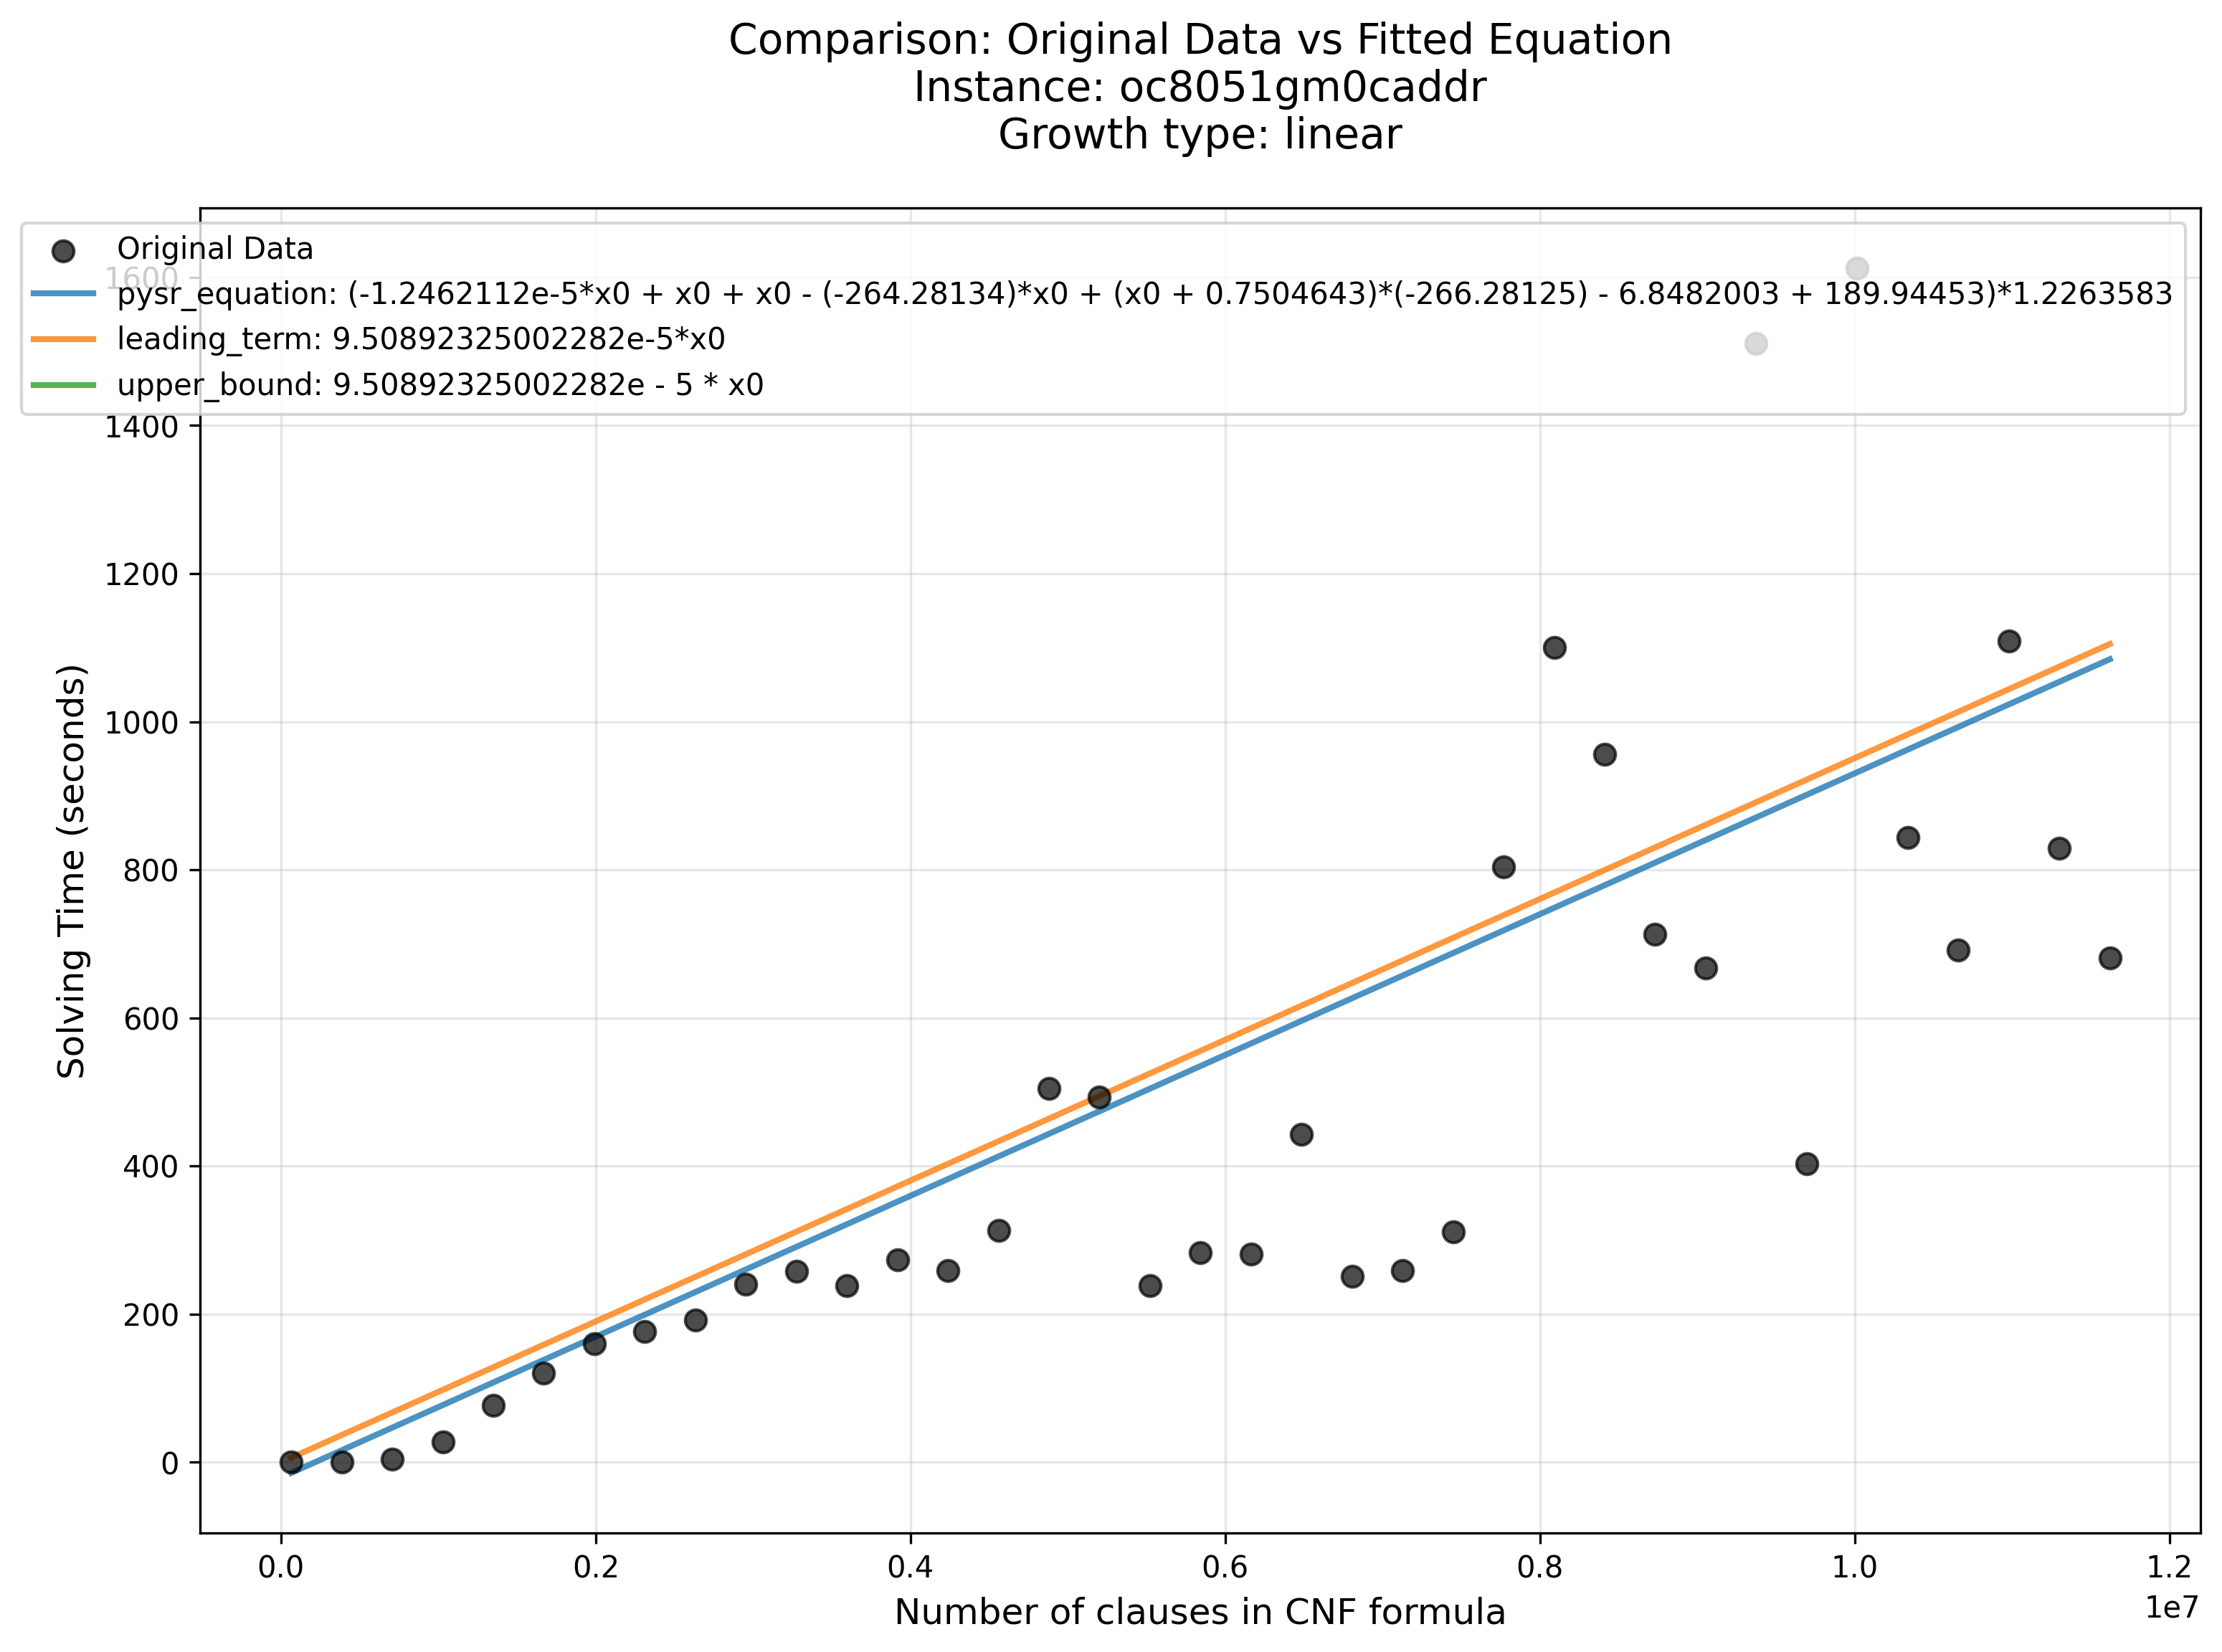 Comparison: Original Data vs Fitted Equation
Instance: oc8051gm0caddr
Growth type: linear
Original Data
pysr_equation: (-1.2462112e-5*x0 + x0 + x0 - (-264.28134)*x0 + (x0 + 0.7504643)*(-266.28125) - 6.8482003 + 189.94453)*1.2263583
leading_term: 9.50892325002282e-5*x0
upper_bound: 9.50892325002282e - 5 * x0
1600
1400
1200
1000
800
600
400
200
0
Solving Time (seconds)
0.0 0.2 0.4 0.6 0.8 1.0 1.2
1e7
Number of clauses in CNF formula